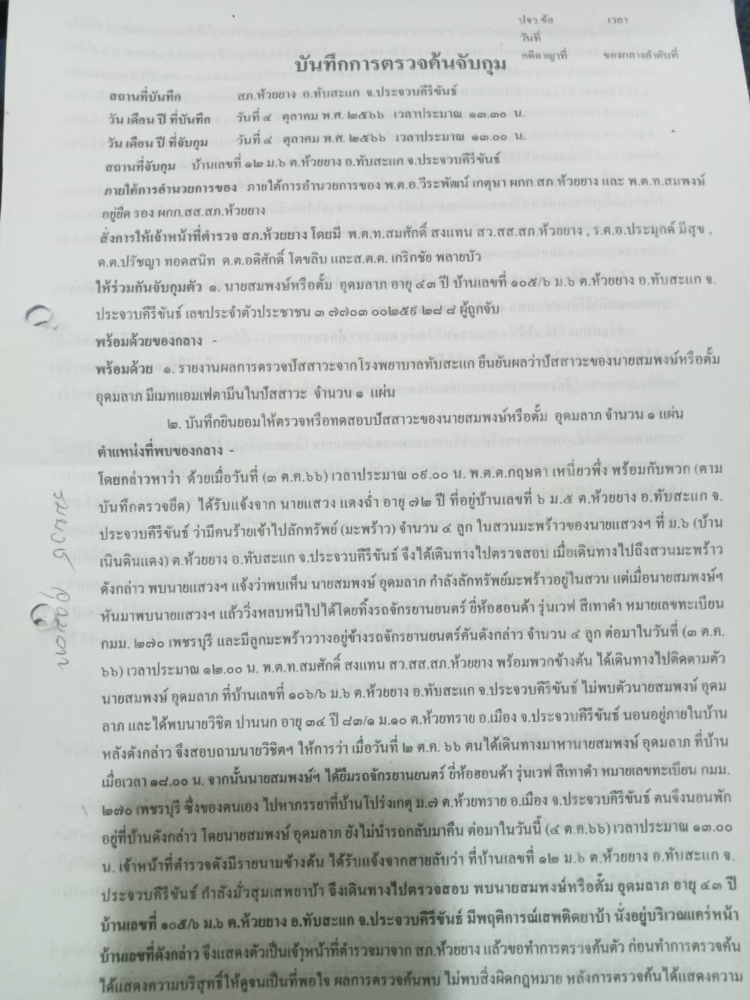 ปจว.ข้อ เวลา
วันที่
คดีอาญาที่ ของกลางลำดับที่
บันทึกการตรวจค้นจับกุม
สถานที่บันทึก สภ.ห้วยยาง อ.ทับสะแก จ.ประจวบคีรีขันธ์
วัน เดือน ปี ที่บันทึก วันที่ ๔ ตุลาคม พ.ศ. ๒๕๖๖ เวลาประมาณ ๑๓.๓๐ น.
วัน เดือน ปี ที่จับกุม วันที่ ๔ ตุลาคม พ.ศ. ๒๕๖๖ เวลาประมาณ ๑๓.๐๐ น.
สถานที่จับกุม บ้านเลขที่ ๑๒ ม.๖ ต.ห้วยยาง อ.ทับสะแก จ.ประจวบคีรีขันธ์
ภายใต้การอำนวยการของ ภายใต้การอำนวยการของ พ.ต.อ.วีระพัฒน์ เกตุษา ผกก.สภ.ห้วยยาง และ พ.ต.ท.สมพงษ์
อยู่ยืด รอง ผกก.สส.สภ.ห้วยยาง
สั่งการให้เจ้าหน้าที่ตำรวจ สภ.ห้วยยาง โดยมี พ.ต.ท.สมศักดิ์ สงแทน สว.สส.สภ.ห้วยยาง , ร.ต.อ.ประมุกต์ มีสุข ,
ด.ต.ปรัชญา ทอดสนิท ด.ต.อดิศักดิ์ โตขลิบ และส.ต.ต. เกริกชัย พลายบัว
ให้ร่วมกันจับกุมตัว ๑. นายสมพงษ์หรือตั้ม อุดมลาภ อายุ ๔๓ ปี บ้านเลขที่ ๑๐๕/๖ ม.๖ ต.ห้วยยาง อ.ทับสะแก จ.
ประจวบคีรีขันธ์ เลขประจำตัวประชาชน ๓ ๗๗๐๓ ๐๐๒๕๙ ๒๘ ๘ ผู้ถูกจับ
พร้อมด้วยของกลาง -
พร้อมด้วย ๑. รายงานผลการตรวจปัสสาวะจากโรงพยาบาลทับสะแก ยืนยันผลว่าปัสสาวะของนายสมพงษ์หรือตั้ม
อุดมลาภ มีเมทแอมเฟตามีนในปัสสาวะ จำนวน ๑ แผ่น
๒. บันทึกยินยอมให้ตรวจหรือทดสอบปัสสาวะของนายสมพงษ์หรือตั้ม อุดมลาภ จำนวน ๑ แผ่น
ตำแหน่งที่พบของกลาง -
โดยกล่าวหาว่า ด้วยเมื่อวันที่ (๓ ต.ค.๖๖) เวลาประมาณ ๐๙.๐๐ น. พ.ต.ต.กฤษดา เหนี่ยวพึ่ง พร้อมกับพวก (ตาม
บันทึกตรวจยึด) ได้รับแจ้งจาก นายแสวง แดงฉ่ำ อายุ ๗๒ ปี ที่อยู่บ้านเลขที่ ๖ ม.๕ ต.ห้วยยาง อ.ทับสะแก จ.
ประจวบคีรีขันธ์ ว่ามีคนร้ายเข้าไปลักทรัพย์ (มะพร้าว) จำนวน ๔ ลูก ในสวนมะพร้าวของนายแสวงฯ ที่ ม.๖ (บ้าน
เนินดินแดง) ต.ห้วยยาง อ.ทับสะแก จ.ประจวบคีรีขันธ์ จึงได้เดินทางไปตรวจสอบ เมื่อเดินทางไปถึงสวนมะพร้าว
ดังกล่าว พบนายแสวงฯ แจ้งว่าพบเห็น นายสมพงษ์ อุดมลาภ กำลังลักทรัพย์มะพร้าวอยู่ในสวน แต่เมื่อนายสมพงษ์ฯ
หันมาพบนายแสวงฯ แล้ววิ่งหลบหนีไปได้โดยทิ้งรถจักรยานยนตร์ ยี่ห้อฮอนด้า รุ่นเวฟ สีเทาดำ หมายเลขทะเบียน
กมม. ๒๗๐ เพชรบุรี และมีลูกมะพร้าววางอยู่ข้างรถจักรยานยนตร์คันดังกล่าว จำนวน ๔ ลูก ต่อมาในวันที่ (๓ ต.ค.
๖๖) เวลาประมาณ ๑๒.๐๐ น. พ.ต.ท.สมศักดิ์ สงแทน สว.สส.สภ.ห้วยยาง พร้อมพวกข้างต้น ได้เดินทางไปติดตามตัว
นายสมพงษ์ อุดมลาภ ที่บ้านเลขที่ ๑๐๖/๖ ม.๖ ต.ห้วยยาง อ.ทับสะแก จ.ประจวบคีรีขันธ์ ไม่พบตัวนายสมพงษ์ อุดม
ลาภ และได้พบนายวิชิต ปานนก อายุ ๓๔ ปี ๘๓/๑ ม.๑๐ ต.ห้วยทราย อ.เมือง จ.ประจวบคีรีขันธ์ นอนอยู่ภายในบ้าน
หลังดังกล่าว จึงสอบถามนายวิชิตฯ ให้การว่า เมื่อวันที่ ๒ ต.ค. ๖๖ ตนได้เดินทางมาหานายสมพงษ์ อุดมลาภ ที่บ้าน
เมื่อเวลา ๑๘.๐๐ น. จากนั้นนายสมพงษ์ฯ ได้ยืมรถจักรยานยนตร์ ยี่ห้อฮอนด้า รุ่นเวฟ สีเทาดำ หมายเลขทะเบียน กมม.
๒๗๐ เพชรบุรี ซึ่งของตนเอง ไปหาภรรยาที่บ้านโปร่งเกตุ ม.๗ ต.ห้วยทราย อ.เมือง จ.ประจวบคีรีขันธ์ ตนจึงนอนพัก
อยู่ที่บ้านดังกล่าว โดยนายสมพงษ์ อุดมลาภ ยังไม่นำรถกลับมาคืน ต่อมาในวันนี้ (๔ ต.ค.๖๖) เวลาประมาณ ๑๓.๐๐
น. เจ้าหน้าที่ตำรวจดังมีรายนามข้างต้น ได้รับแจ้งจากสายลับว่า ที่บ้านเลขที่ ๑๒ ม.๖ ต.ห้วยยาง อ.ทับสะแก จ.
ประจวบคีรีขันธ์ กำลังมั่วสุมเสพยาบ้า จึงเดินทางไปตรวจสอบ พบนายสมพงษ์หรือตั้ม อุดมลาภ อายุ ๔๓ ปี
บ้านเลขที่ ๑๐๕/๖ ม.๖ ต.ห้วยยาง อ.ทับสะแก จ.ประจวบคีรีขันธ์ มีพฤติการณ์เสพติดยาบ้า นั่งอยู่บริเวณแคร่หน้า
บ้านเลขที่ดังกล่าว จึงแสดงตัวเป็นเจ้าหน้าที่ตำรวจมาจาก สภ.ห้วยยาง แล้วขอทำการตรวจค้นตัว ก่อนทำการตรวจค้น
ได้แสดงความบริสุทธิ์ให้ดูจนเป็นที่พอใจ ผลการตรวจค้นพบ ไม่พบสิ่งผิดกฎหมาย หลังการตรวจค้นได้แสดงความ